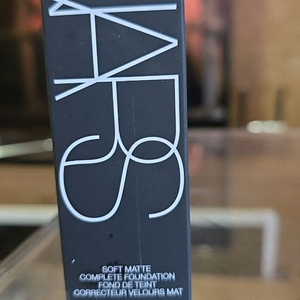 NARS
SOFT MATTE
COMPLETE FOUNDATION
FOND DE TEINT
CORRECTEUR VELOURS MAT